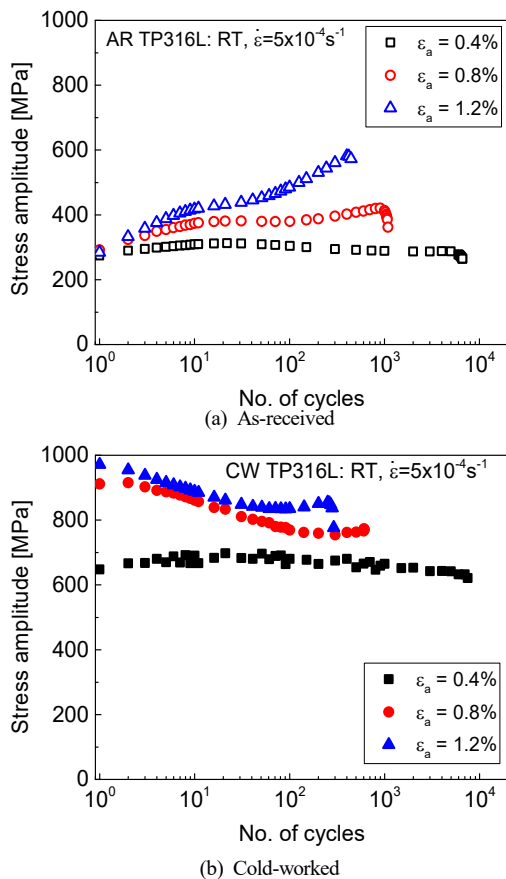 AR TP316L: RT, ε̇=5x10⁻⁴s⁻¹
εₐ = 0.4%
εₐ = 0.8%
εₐ = 1.2%
Stress amplitude [MPa]
1000
800
600
400
200
0
10⁰ 10¹ 10² 10³ 10⁴
No. of cycles
(a) As-received
CW TP316L: RT, ε̇=5x10⁻⁴s⁻¹
Stress amplitude [MPa]
1000
800
600
400
200
0
εₐ = 0.4%
εₐ = 0.8%
εₐ = 1.2%
10⁰ 10¹ 10² 10³ 10⁴
No. of cycles
(b) Cold-worked